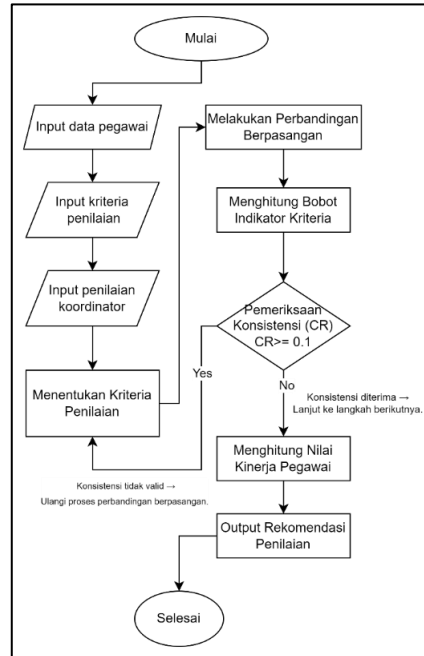 Mulai
Input data pegawai
Input kriteria
penilaian
Input penilaian
koordinator
Menentukan Kriteria
Penilaian
Melakukan Perbandingan
Berpasangan
Menghitung Bobot
Indikator Kriteria
Pemeriksaan
Konsistensi (CR)
CR>= 0.1
Yes
No
Konsistensi diterima →
Lanjut ke langkah berikutnya.
Konsistensi tidak valid →
Ulangi proses perbandingan berpasangan.
Menghitung Nilai
Kinerja Pegawai
Output Rekomendasi
Penilaian
Selesai